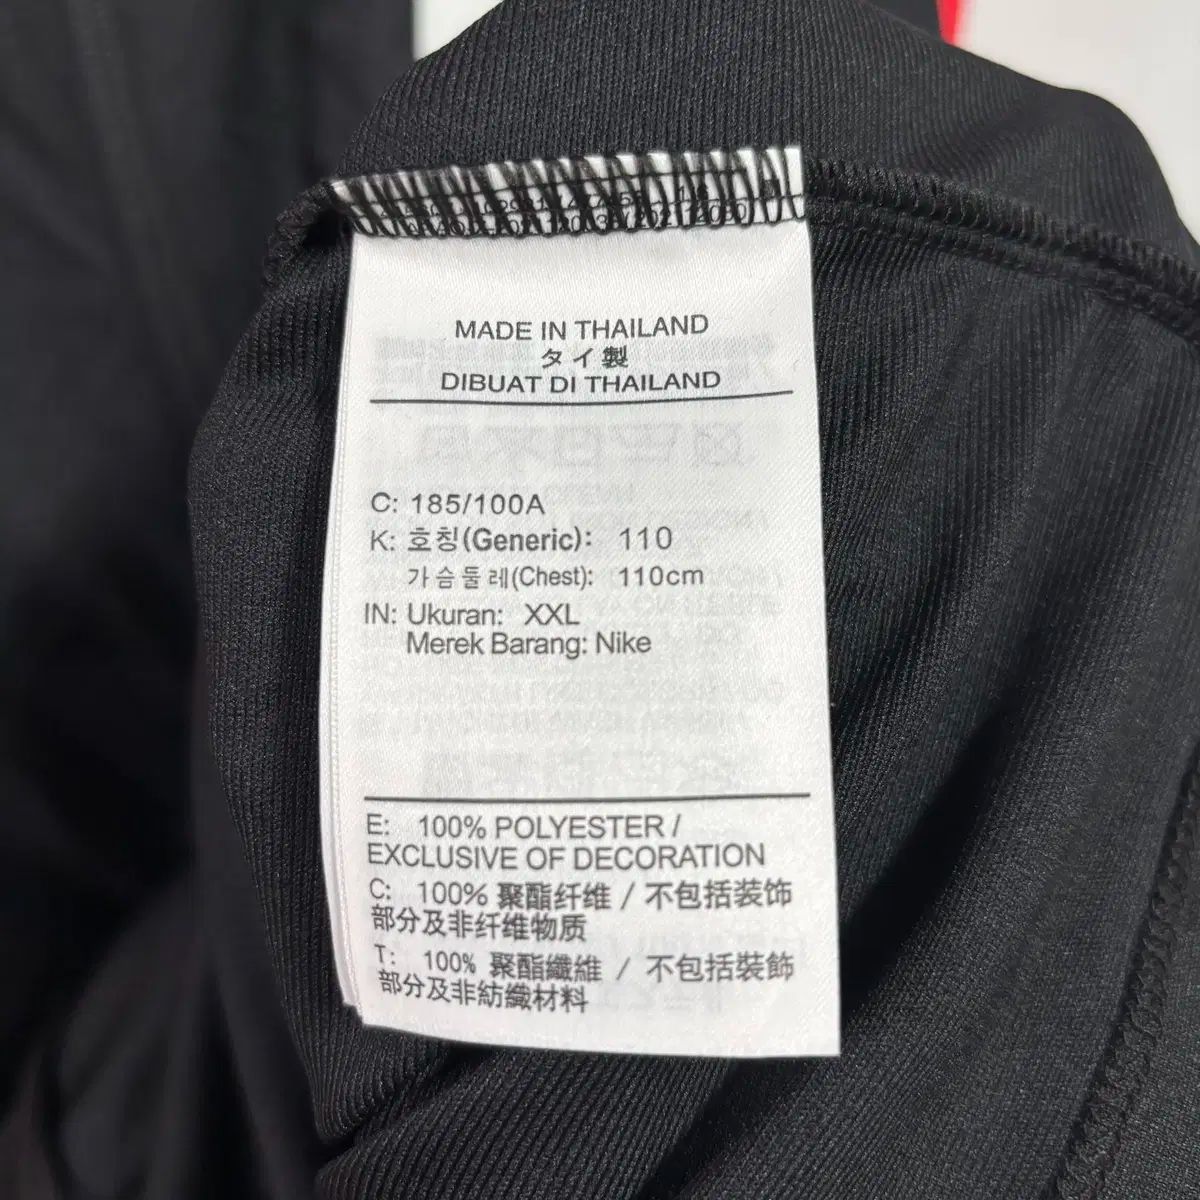 MADE IN THAILAND
タイ製
DIBUAT DI THAILAND
C: 185/100A
K: 호칭(Generic): 110
가슴둘레(Chest): 110cm
IN: Ukuran: XXL
Merek Barang: Nike
E: 100% POLYESTER /
EXCLUSIVE OF DECORATION
C: 100% 聚酯纤维 / 不包括装饰
部分及非纤维物质
T: 100% 聚酯纖維 / 不包括裝飾
部分及非紡織材料